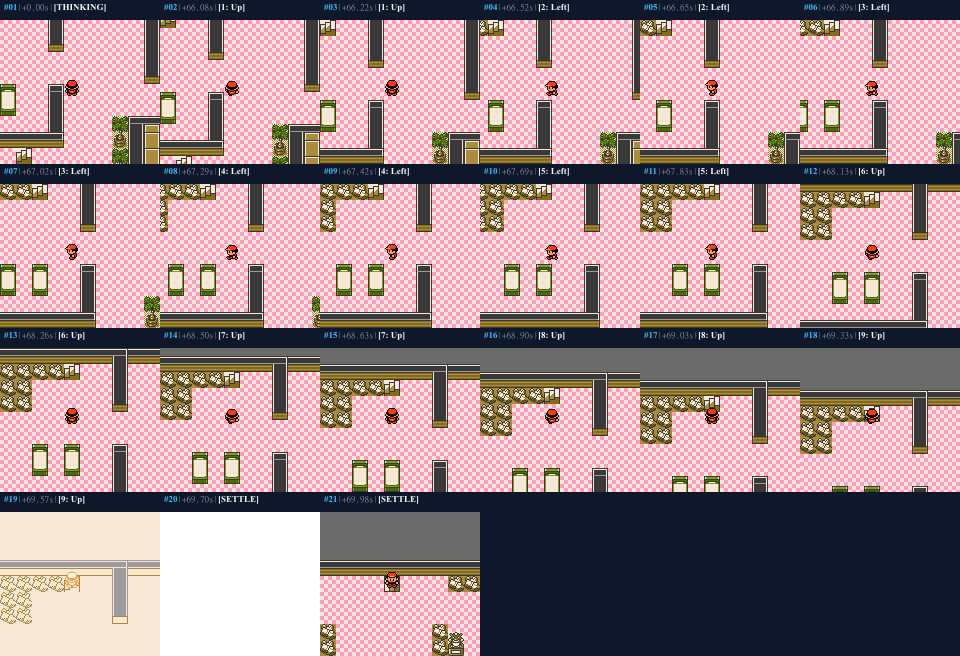 #01 | +0.00s | [THINKING]
#02 | +66.08s | [1: Up]
#03 | +66.22s | [1: Up]
#04 | +66.52s | [2: Left]
#05 | +66.65s | [2: Left]
#06 | +66.89s | [3: Left]
#07 | +67.02s | [3: Left]
#08 | +67.29s | [4: Left]
#09 | +67.42s | [4: Left]
#10 | +67.69s | [5: Left]
#11 | +67.83s | [5: Left]
#12 | +68.13s | [6: Up]
#13 | +68.26s | [6: Up]
#14 | +68.50s | [7: Up]
#15 | +68.63s | [7: Up]
#16 | +68.90s | [8: Up]
#17 | +69.03s | [8: Up]
#18 | +69.33s | [9: Up]
#19 | +69.57s | [9: Up]
#20 | +69.70s | [SETTLE]
#21 | +69.98s | [SETTLE]